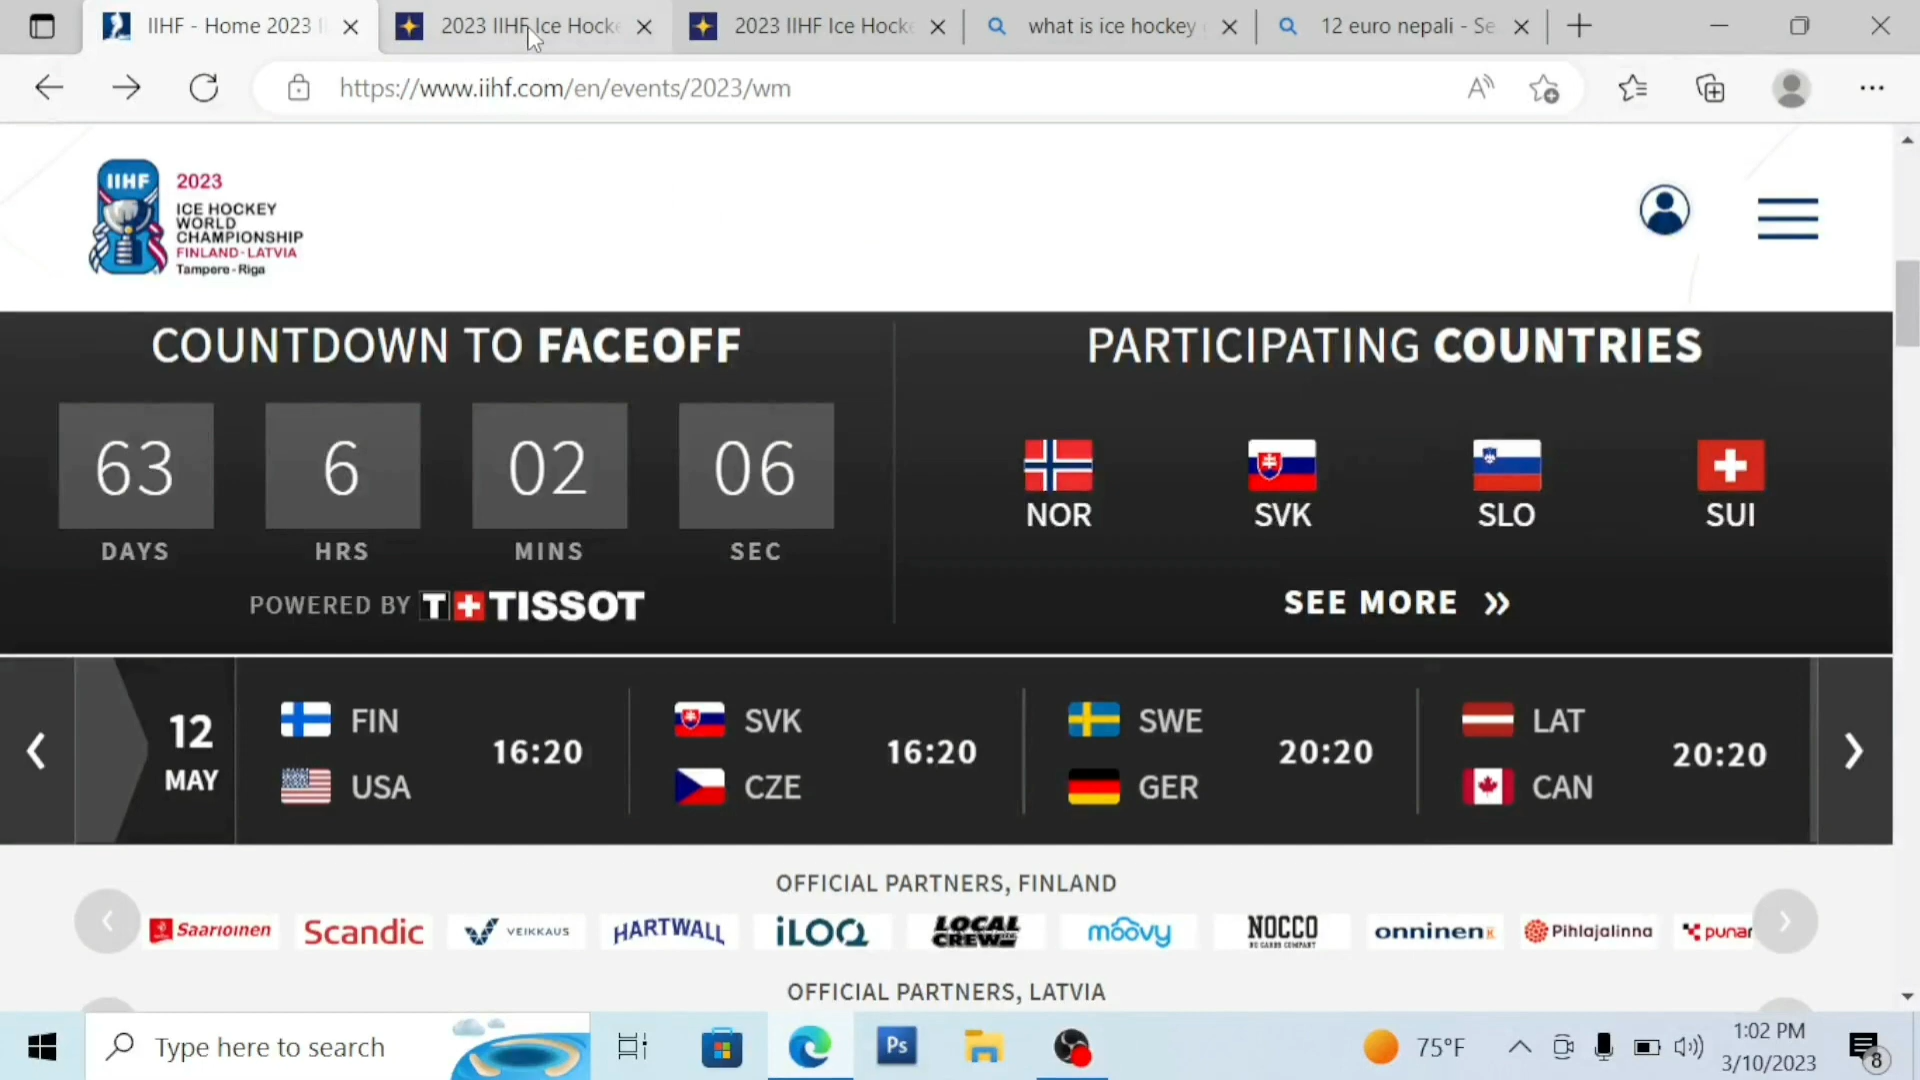 IIHF - Home 2023
2023 IIHF Ice Hock
2023 IIHF Ice Hock
what is ice hockey
12 euro nepali - Se
https://www.iihf.com/en/events/2023/wm
IIHF
2023
ICE HOCKEY
WORLD
CHAMPIONSHIP
FINLAND-LATVIA
Tampere-Riga
COUNTDOWN TO FACEOFF
63
6
02
06
DAYS
HRS
MINS
SEC
POWERED BY T+TISSOT
PARTICIPATING COUNTRIES
NOR
SVK
SLO
SUI
SEE MORE »
12
MAY
FIN
USA
16:20
SVK
CZE
16:20
SWE
GER
20:20
LAT
CAN
20:20
OFFICIAL PARTNERS, FINLAND
Saarioinen
Scandic
VEIKKAUS
HARTWALL
iLOQ
LOCAL
CREW
moovy
NOCCO
NO CARBS COMPANY
onninen
Pihlajalinna
punar
OFFICIAL PARTNERS, LATVIA
Type here to search
Ps
75°F
1:02 PM
3/10/2023
8